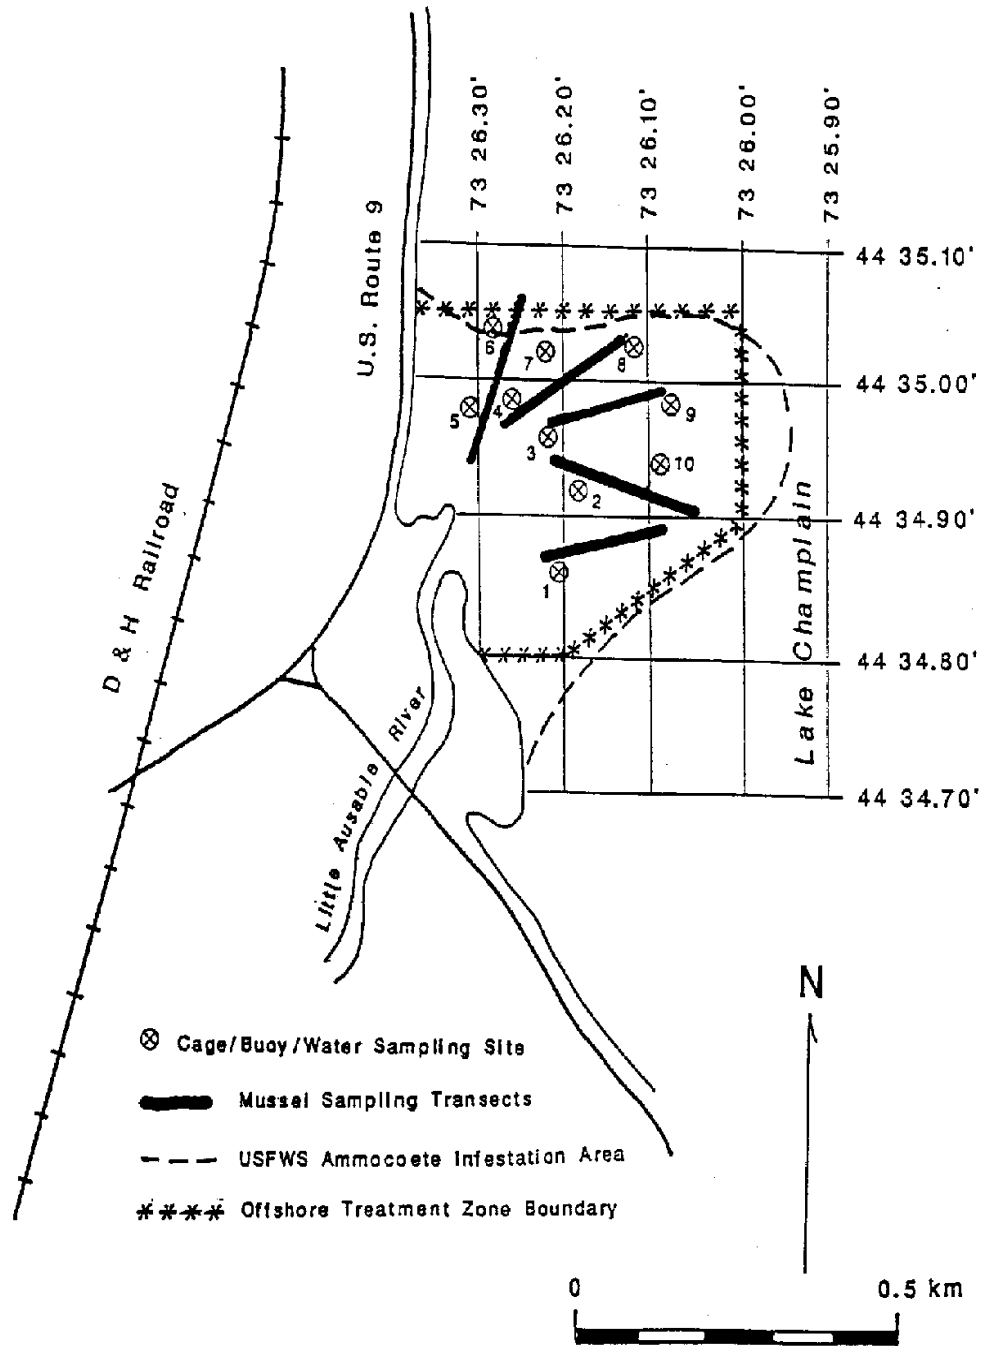 73 26.30'
73 26.20'
73 26.10'
73 26.00'
73 25.90'
U.S. Route 9
44 35.10'
44 35.00'
44 34.90'
44 34.80'
44 34.70'
6
7
8
5
4
9
3
10
2
1
D & H Railroad
Lake Champlain
Little Ausable River
N
Cage/Buoy/Water Sampling Site
Mussel Sampling Transects
USFWS Ammocoete Infestation Area
Offshore Treatment Zone Boundary
0 0.5 km